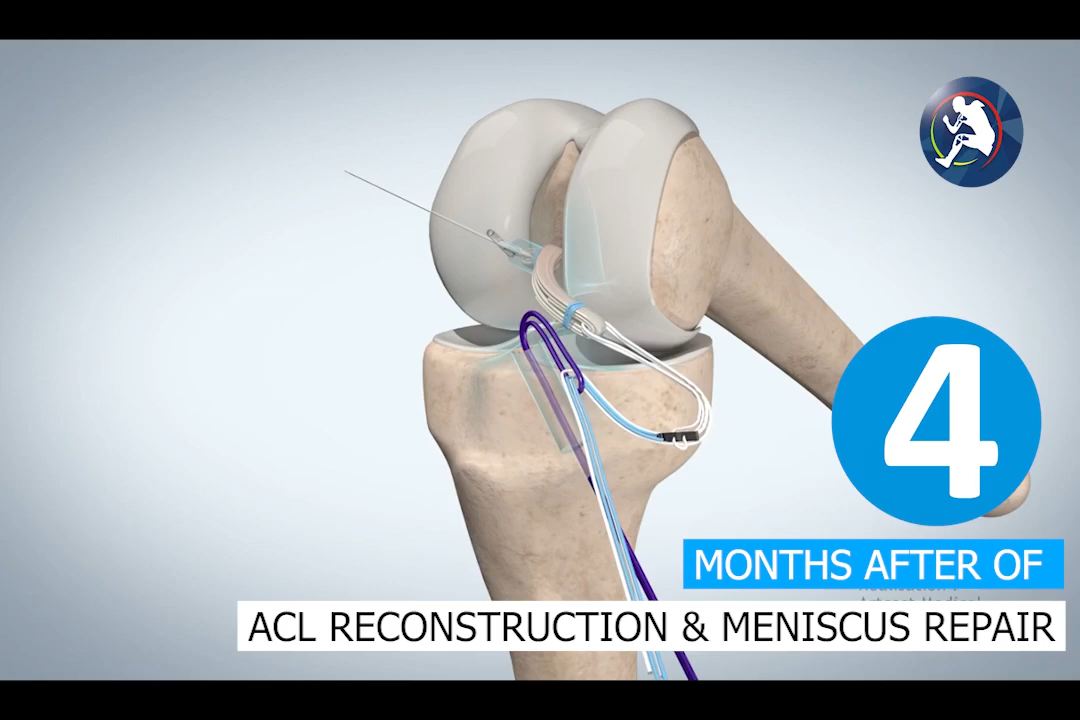 4
MONTHS AFTER OF
ACL RECONSTRUCTION & MENISCUS REPAIR